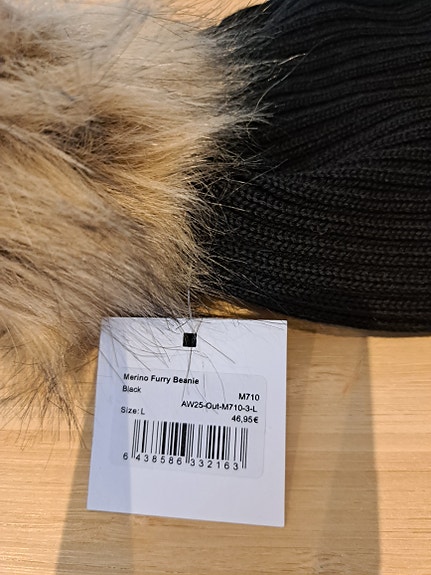 Merino Furry Beanie
Black
M710
AW25-Out-M710-3-L
Size: L
46,95€
6 438586 332163